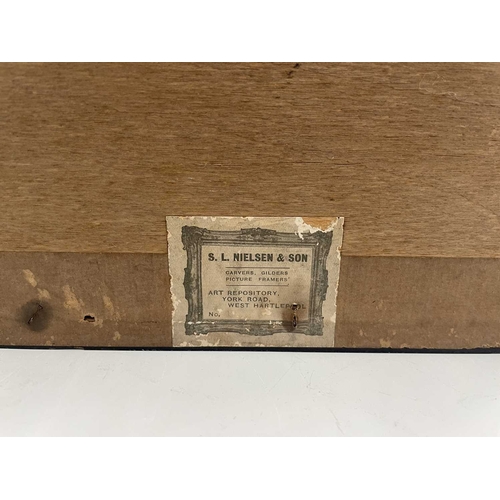 S. L. NIELSEN & SON
CARVERS, GILDERS
PICTURE FRAMERS
ART REPOSITORY,
YORK ROAD,
WEST HARTLEPOOL
No.